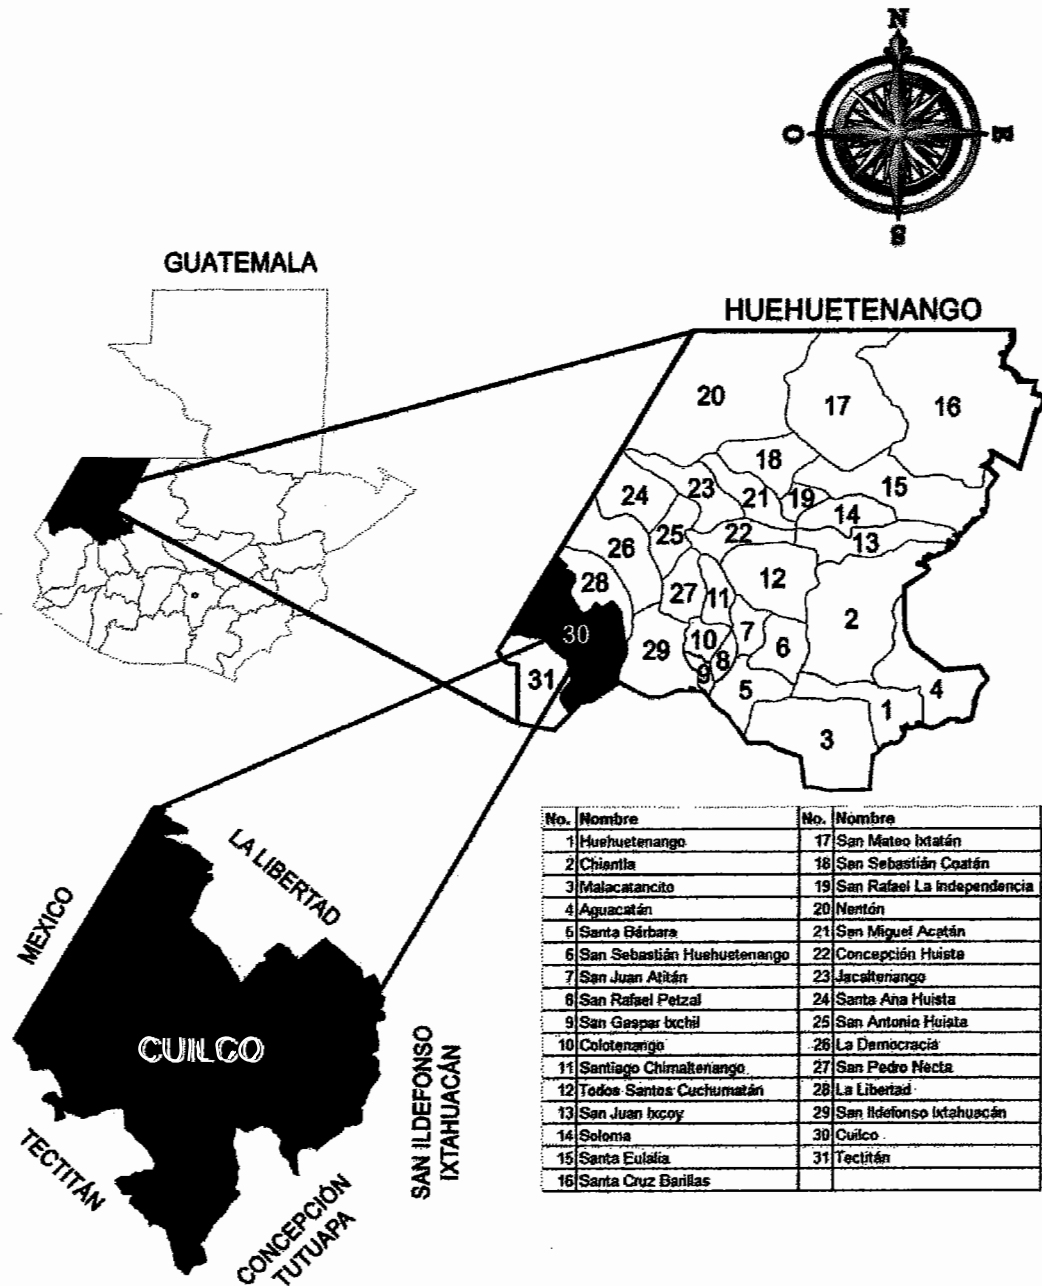 N
O
E
S
GUATEMALA
HUEHUETENANGO
20
17
16
18
15
24
23
21
19
14
25
22
13
26
12
28
27
11
2
30
10
7
29
8
6
9
31
5
4
1
3
MEXICO
LA LIBERTAD
CUILCO
TECTITÁN
SAN ILDEFONSO
IXTAHUACÁN
CONCEPCIÓN
TUTUAPA
No. Nombre No. Nombre
1 Huehuetenango 17 San Mateo Ixtatán
2 Chiantla 18 San Sebastián Coatán
3 Malacatancito 19 San Rafael La Independencia
4 Aguacatán 20 Nentón
5 Santa Bárbara 21 San Miguel Acatán
6 San Sebastián Huehuetenango 22 Concepción Huista
7 San Juan Atitán 23 Jacaltenango
8 San Rafael Petzal 24 Santa Ana Huista
9 San Gaspar Ixchil 25 San Antonio Huista
10 Colotenango 26 La Democracia
11 Santiago Chimaltenango 27 San Pedro Necta
12 Todos Santos Cuchumatán 28 La Libertad
13 San Juan Ixcoy 29 San Ildefonso Ixtahuacán
14 Soloma 30 Cuilco
15 Santa Eulalia 31 Tectitán
16 Santa Cruz Barillas